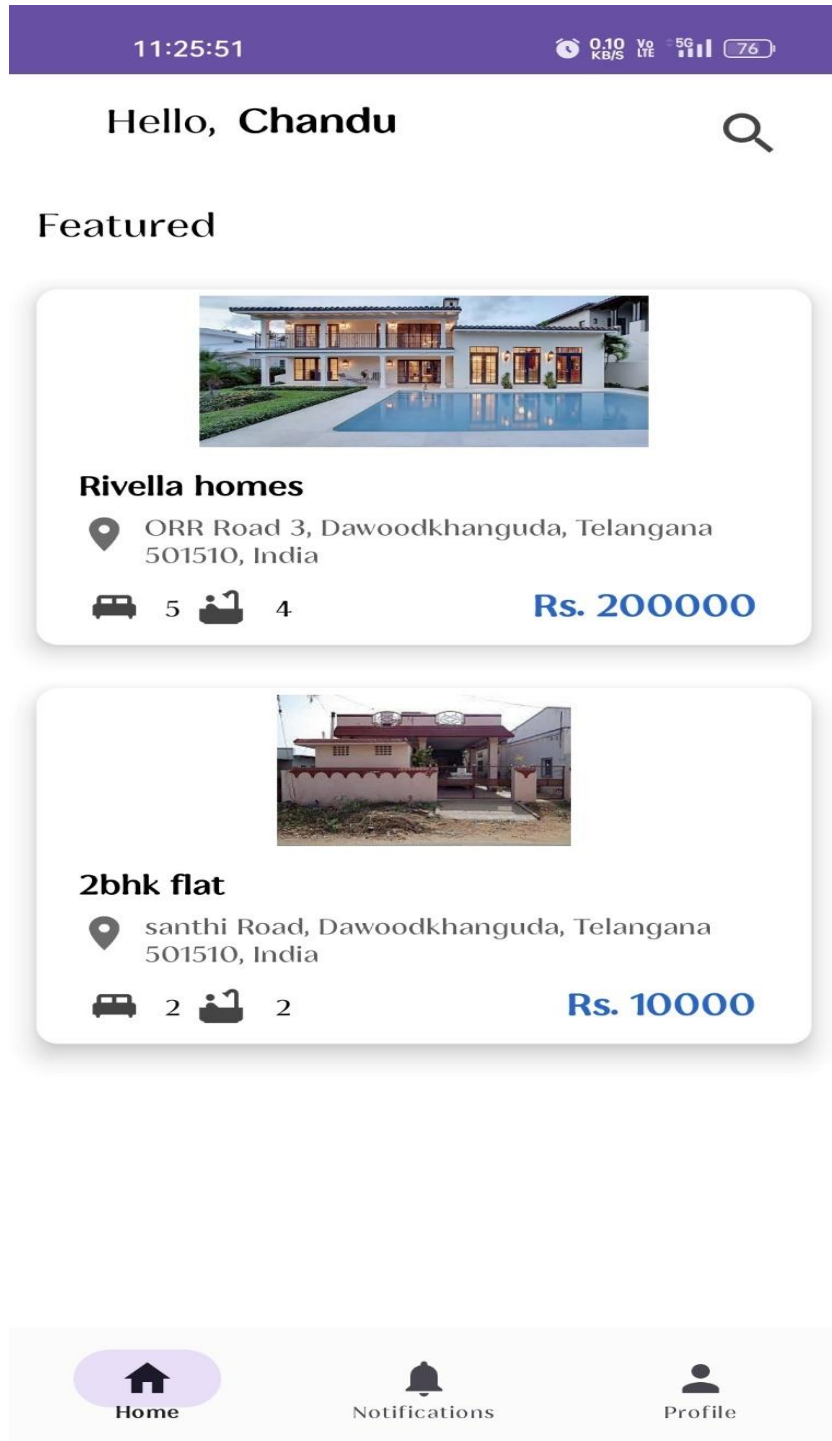 11:25:51 0.10 KB/S Vo LTE 5G 76
Hello, Chandu
Featured
Rivella homes
ORR Road 3, Dawoodkhanguda, Telangana
501510, India
5 4 Rs. 200000
2bhk flat
santhi Road, Dawoodkhanguda, Telangana
501510, India
2 2 Rs. 10000
Home Notifications Profile